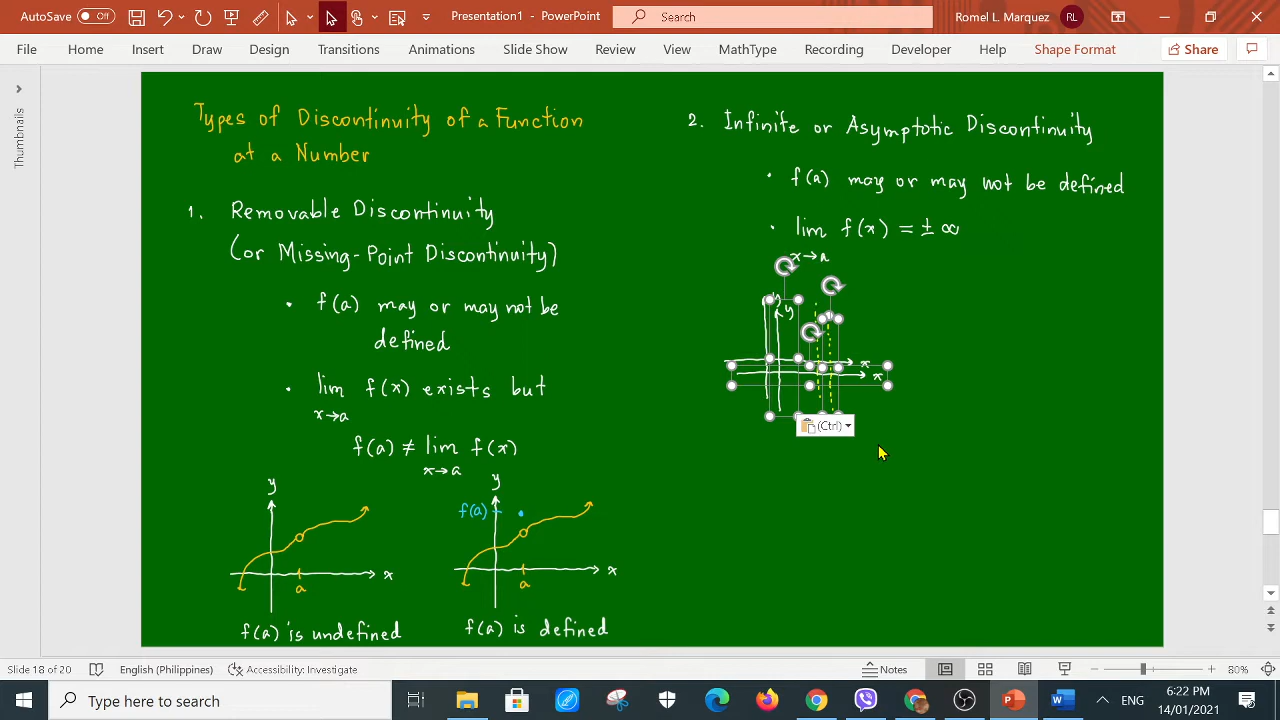 AutoSave Off Presentation1 - PowerPoint Search Romel L. Marquez RL
File Home Insert Draw Design Transitions Animations Slide Show Review View MathType Recording Developer Help Shape Format Share
Thumbnails
Types of Discontinuity of a Function
at a Number
1. Removable Discontinuity
(or Missing-Point Discontinuity)
• f(a) may or may not be
defined
• lim f(x) exists but
x→a
f(a) ≠ lim f(x)
x→a
y
x
a
f(a) is undefined
y
f(a)
x
a
f(a) is defined
2. Infinite or Asymptotic Discontinuity
• f(a) may or may not be defined
• lim f(x) = ± ∞
x→a
y
y
x
x
(Ctrl)
Slide 18 of 20 English (Philippines) Accessibility: Investigate Notes 80%
Type here to search ENG 6:22 PM
14/01/2021